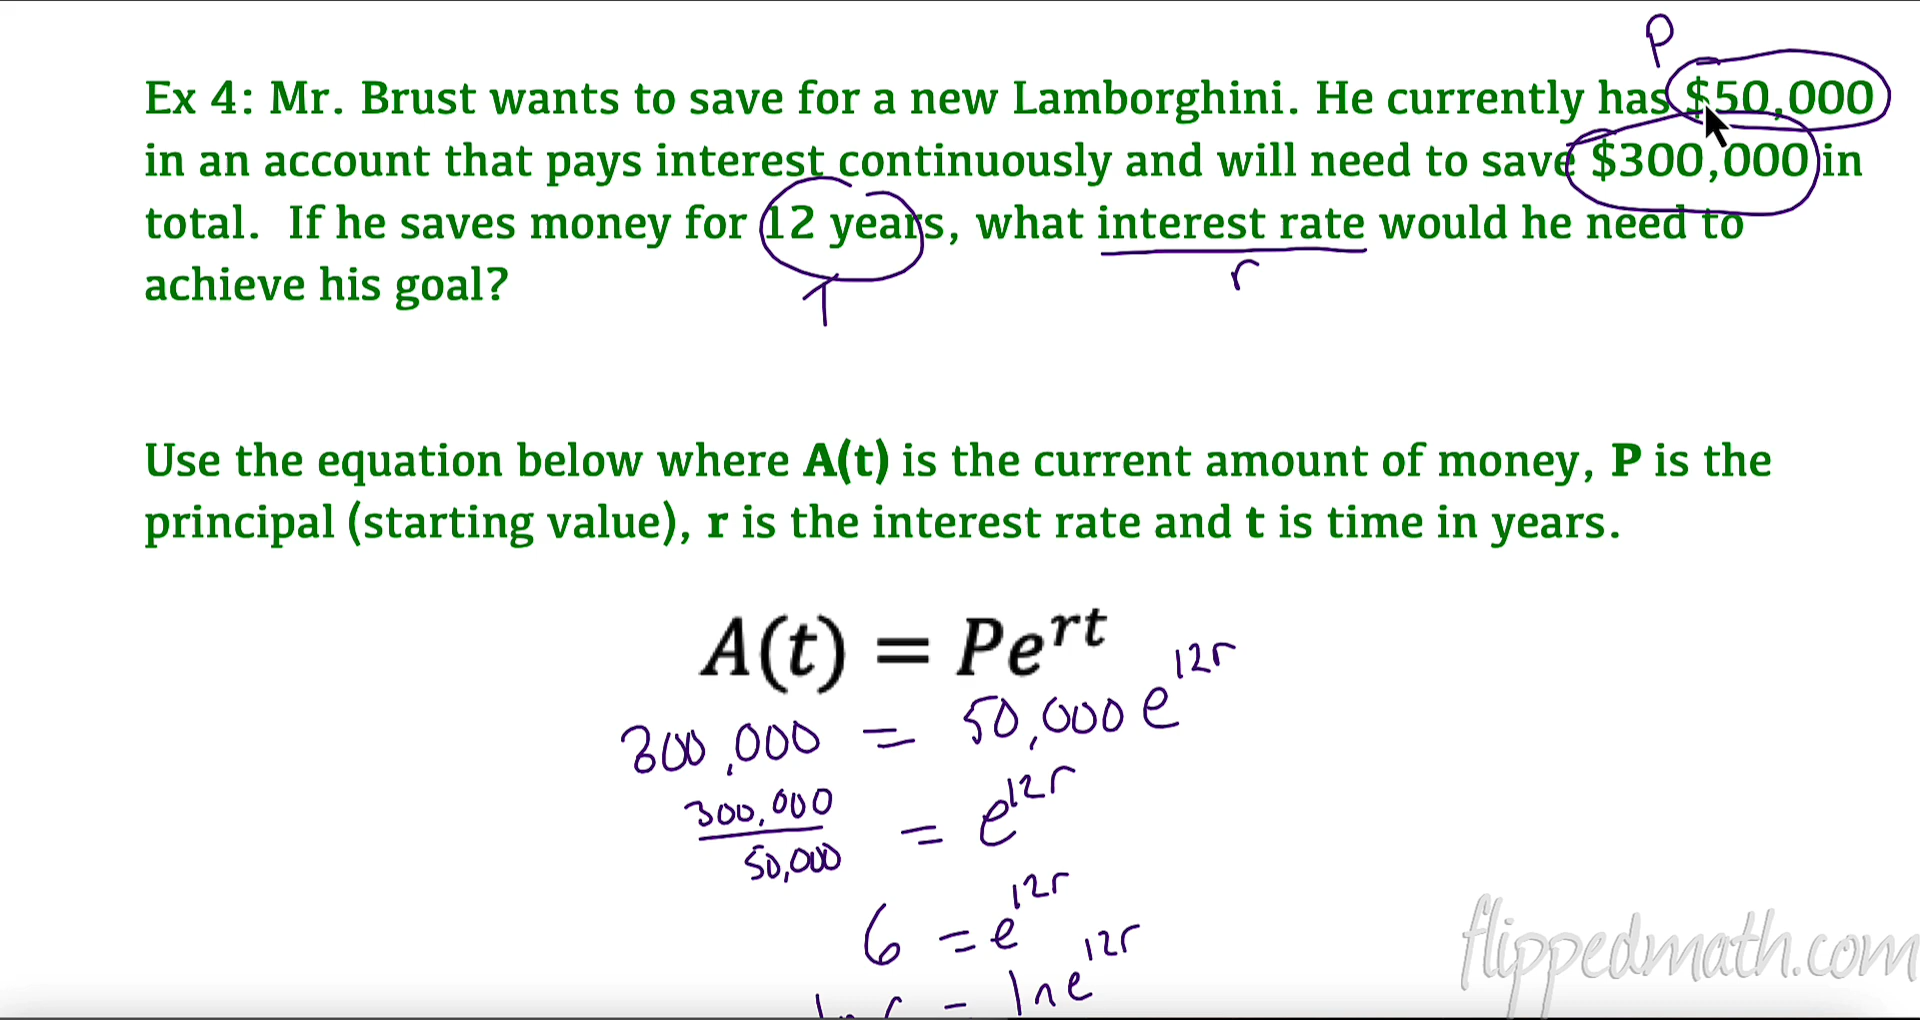 P
Ex 4: Mr. Brust wants to save for a new Lamborghini. He currently has $50,000
in an account that pays interest continuously and will need to save $300,000 in
total. If he saves money for 12 years, what interest rate would he need to
T r
achieve his goal?
Use the equation below where A(t) is the current amount of money, P is the
principal (starting value), r is the interest rate and t is time in years.
A(t) = Pe^rt
300,000 = 50,000 e^12r
300,000/50,000 = e^12r
6 = e^12r
= ln e^12r
flippedmath.com